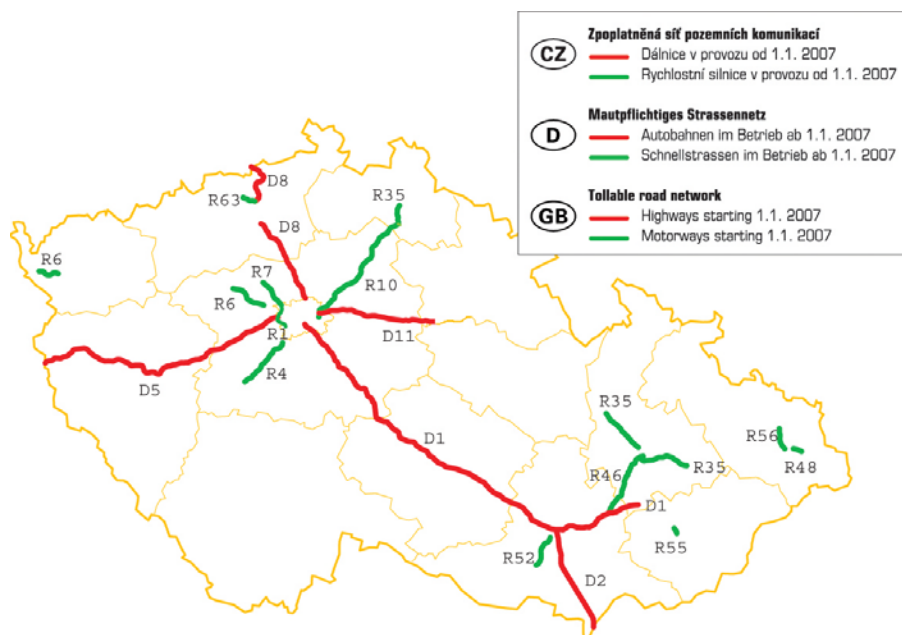 CZ
Zpoplatněná síť pozemních komunikací
Dálnice v provozu od 1.1. 2007
Rychlostní silnice v provozu od 1.1. 2007
D
Mautpflichtiges Strassennetz
Autobahnen im Betrieb ab 1.1. 2007
Schnellstrassen im Betrieb ab 1.1. 2007
GB
Tollable road network
Highways starting 1.1. 2007
Motorways starting 1.1. 2007
D8
R63
R35
D8
R6
R7
R6
R10
R1
D11
R4
D5
R35
D1
R56
R35
R48
R46
D1
R55
R52
D2